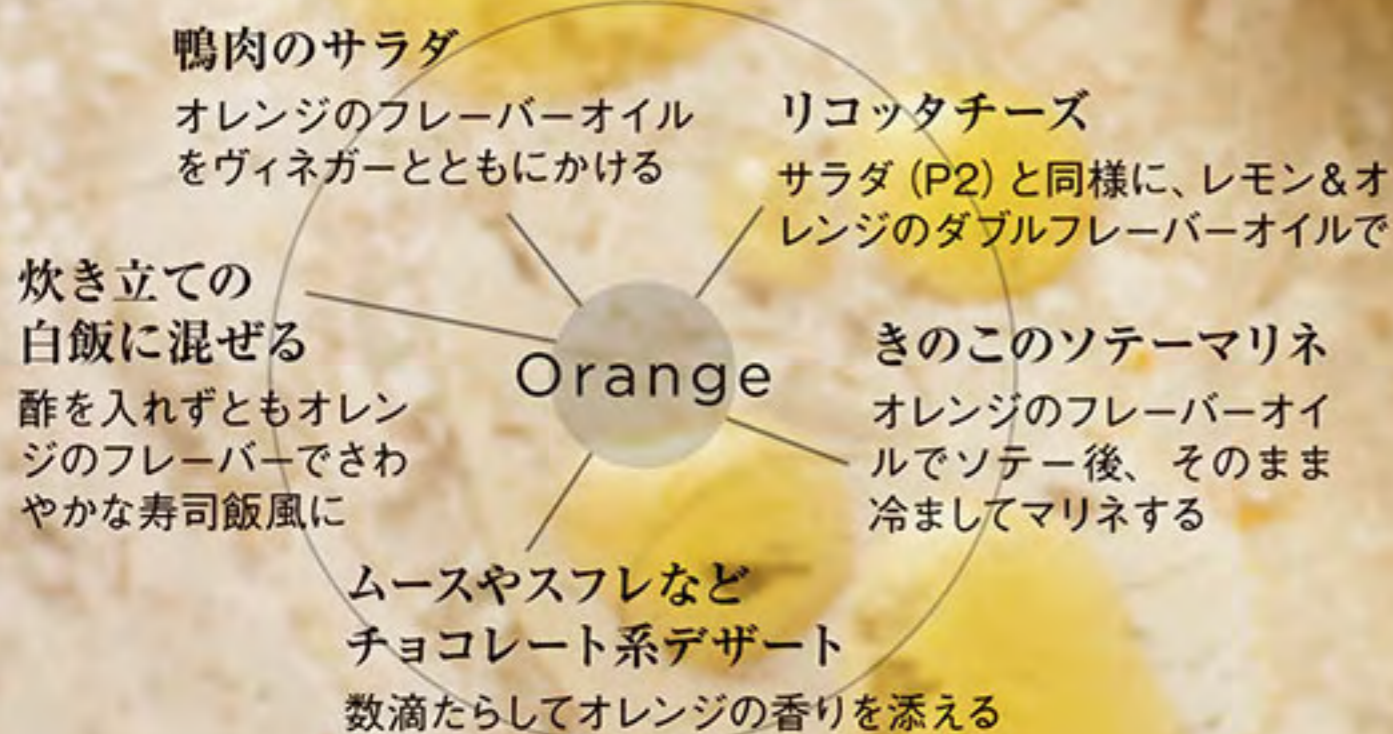 鴨肉のサラダ
オレンジのフレーバーオイル
をヴィネガーとともにかける
リコッタチーズ
サラダ（P2）と同様に、レモン&オ
レンジのダブルフレーバーオイルで
炊き立ての
白飯に混ぜる
酢を入れずともオレン
ジのフレーバーでさわ
やかな寿司飯風に
Orange
きのこのソテーマリネ
オレンジのフレーバーオイ
ルでソテー後、そのまま
冷ましてマリネする
ムースやスフレなど
チョコレート系デザート
数滴たらしてオレンジの香りを添える